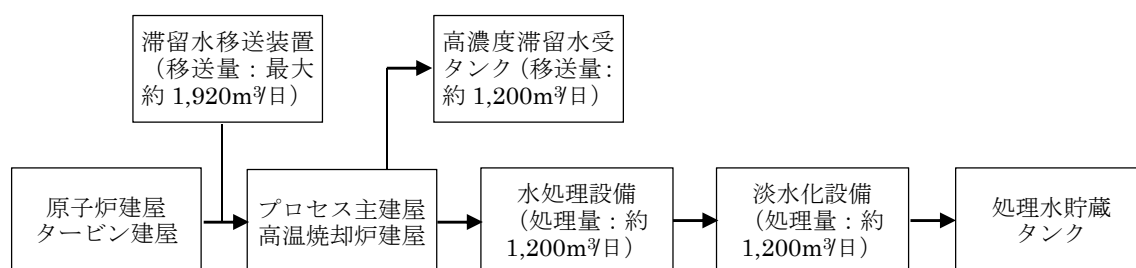 滞留水移送装置
（移送量：最大
約 1,920m³/日）
高濃度滞留水受
タンク（移送量：
約 1,200m³/日）
原子炉建屋
タービン建屋
プロセス主建屋
高温焼却炉建屋
水処理設備
（処理量：約
1,200m³/日）
淡水化設備
（処理量：約
1,200m³/日）
処理水貯蔵
タンク